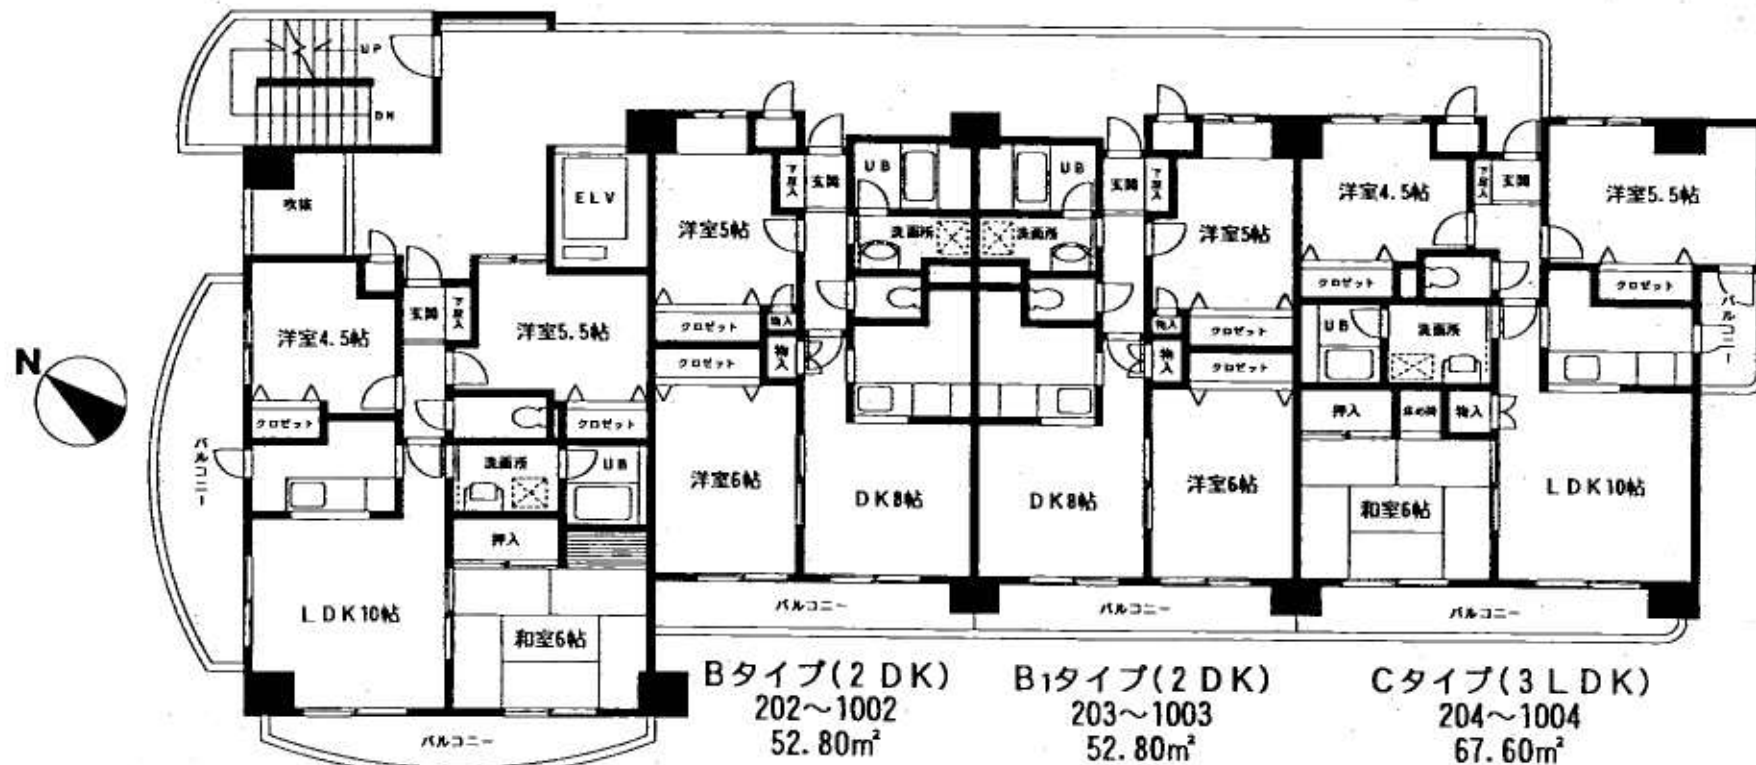 UP
DN
吹抜
ELV
洋室4.5帖
玄関
下足入
洋室5.5帖
クロゼット
クロゼット
洗面所
UB
押入
LDK10帖
和室6帖
バルコニー
バルコニー
洋室5帖
下足入
玄関
UB
洗面所
クロゼット
物入
クロゼット
物入
洋室6帖
DK8帖
バルコニー
UB
玄関
下足入
洗面所
洋室5帖
物入
クロゼット
物入
クロゼット
DK8帖
洋室6帖
バルコニー
洋室4.5帖
下足入
玄関
洋室5.5帖
クロゼット
クロゼット
バルコニー
UB
洗面所
押入
物入
和室6帖
LDK10帖
バルコニー
N
Bタイプ(2DK)
202～1002
52.80㎡
B1タイプ(2DK)
203～1003
52.80㎡
Cタイプ(3LDK)
204～1004
67.60㎡